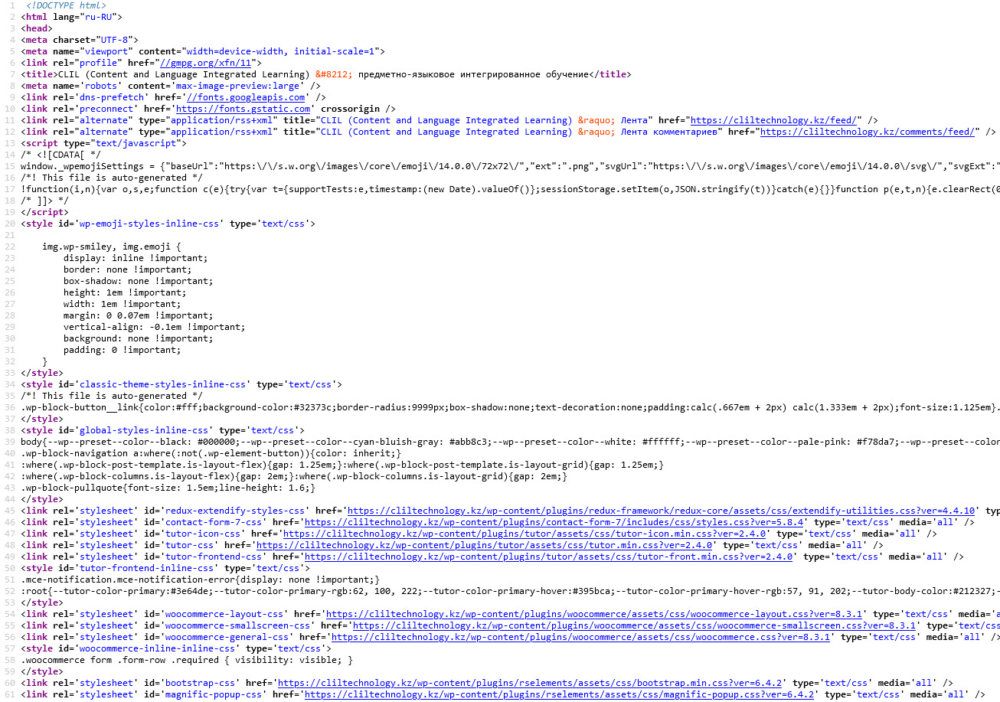 1 <!DOCTYPE html>
2 <html lang="ru-RU">
3 <head>
4 <meta charset="UTF-8">
5 <meta name="viewport" content="width=device-width, initial-scale=1">
6 <link rel="profile" href="//gmpg.org/xfn/11">
7 <title>CLIL (Content and Language Integrated Learning) &#8212; предметно-языковое интегрированное обучение</title>
8 <meta name='robots' content='max-image-preview:large' />
9 <link rel='dns-prefetch' href='//fonts.googleapis.com' />
10 <link rel='preconnect' href='https://fonts.gstatic.com' crossorigin />
11 <link rel="alternate" type="application/rss+xml" title="CLIL (Content and Language Integrated Learning) &raquo; Лента" href="https://cliltechnology.kz/feed/" />
12 <link rel="alternate" type="application/rss+xml" title="CLIL (Content and Language Integrated Learning) &raquo; Лента комментариев" href="https://cliltechnology.kz/comments/feed/" />
13 <script type="text/javascript">
14 /* <![CDATA[ */
15 window._wpemojiSettings = {"baseUrl":"https:\/\/s.w.org\/images\/core\/emoji\/14.0.0\/72x72\/","ext":".png","svgUrl":"https:\/\/s.w.org\/images\/core\/emoji\/14.0.0\/svg\/","svgExt":"
16 /*! This file is auto-generated */
17 !function(i,n){var o,s,e;function c(e){try{var t={supportTests:e,timestamp:(new Date).valueOf()};sessionStorage.setItem(o,JSON.stringify(t))}catch(e){}}function p(e,t,n){e.clearRect(0
18 /* ]]> */
19 </script>
20 <style id='wp-emoji-styles-inline-css' type='text/css'>
21
22 img.wp-smiley, img.emoji {
23 display: inline !important;
24 border: none !important;
25 box-shadow: none !important;
26 height: 1em !important;
27 width: 1em !important;
28 margin: 0 0.07em !important;
29 vertical-align: -0.1em !important;
30 background: none !important;
31 padding: 0 !important;
32 }
33 </style>
34 <style id='classic-theme-styles-inline-css' type='text/css'>
35 /*! This file is auto-generated */
36 .wp-block-button__link{color:#fff;background-color:#32373c;border-radius:9999px;box-shadow:none;text-decoration:none;padding:calc(.667em + 2px) calc(1.333em + 2px);font-size:1.125em}.
37 </style>
38 <style id='global-styles-inline-css' type='text/css'>
39 body{--wp--preset--color--black: #000000;--wp--preset--color--cyan-bluish-gray: #abb8c3;--wp--preset--color--white: #ffffff;--wp--preset--color--pale-pink: #f78da7;--wp--preset--color
40 .wp-block-navigation a:where(:not(.wp-element-button)){color: inherit;}
41 :where(.wp-block-post-template.is-layout-flex){gap: 1.25em;}:where(.wp-block-post-template.is-layout-grid){gap: 1.25em;}
42 :where(.wp-block-columns.is-layout-flex){gap: 2em;}:where(.wp-block-columns.is-layout-grid){gap: 2em;}
43 .wp-block-pullquote{font-size: 1.5em;line-height: 1.6;}
44 </style>
45 <link rel='stylesheet' id='redux-extendify-styles-css' href='https://cliltechnology.kz/wp-content/plugins/redux-framework/redux-core/assets/css/extendify-utilities.css?ver=4.4.10' typ
46 <link rel='stylesheet' id='contact-form-7-css' href='https://cliltechnology.kz/wp-content/plugins/contact-form-7/includes/css/styles.css?ver=5.8.4' type='text/css' media='all' />
47 <link rel='stylesheet' id='tutor-icon-css' href='https://cliltechnology.kz/wp-content/plugins/tutor/assets/css/tutor-icon.min.css?ver=2.4.0' type='text/css' media='all' />
48 <link rel='stylesheet' id='tutor-css' href='https://cliltechnology.kz/wp-content/plugins/tutor/assets/css/tutor.min.css?ver=2.4.0' type='text/css' media='all' />
49 <link rel='stylesheet' id='tutor-frontend-css' href='https://cliltechnology.kz/wp-content/plugins/tutor/assets/css/tutor-front.min.css?ver=2.4.0' type='text/css' media='all' />
50 <style id='tutor-frontend-inline-css' type='text/css'>
51 .mce-notification.mce-notification-error{display: none !important;}
52 :root{--tutor-color-primary:#3e64de;--tutor-color-primary-rgb:62, 100, 222;--tutor-color-primary-hover:#395bca;--tutor-color-primary-hover-rgb:57, 91, 202;--tutor-body-color:#212327;-
53 </style>
54 <link rel='stylesheet' id='woocommerce-layout-css' href='https://cliltechnology.kz/wp-content/plugins/woocommerce/assets/css/woocommerce-layout.css?ver=8.3.1' type='text/css' media='a
55 <link rel='stylesheet' id='woocommerce-smallscreen-css' href='https://cliltechnology.kz/wp-content/plugins/woocommerce/assets/css/woocommerce-smallscreen.css?ver=8.3.1' type='text/css
56 <link rel='stylesheet' id='woocommerce-general-css' href='https://cliltechnology.kz/wp-content/plugins/woocommerce/assets/css/woocommerce.css?ver=8.3.1' type='text/css' media='all' />
57 <style id='woocommerce-inline-inline-css' type='text/css'>
58 .woocommerce form .form-row .required { visibility: visible; }
59 </style>
60 <link rel='stylesheet' id='bootstrap-css' href='https://cliltechnology.kz/wp-content/plugins/rselements/assets/css/bootstrap.min.css?ver=6.4.2' type='text/css' media='all' />
61 <link rel='stylesheet' id='magnific-popup-css' href='https://cliltechnology.kz/wp-content/plugins/rselements/assets/css/magnific-popup.css?ver=6.4.2' type='text/css' media='all' />